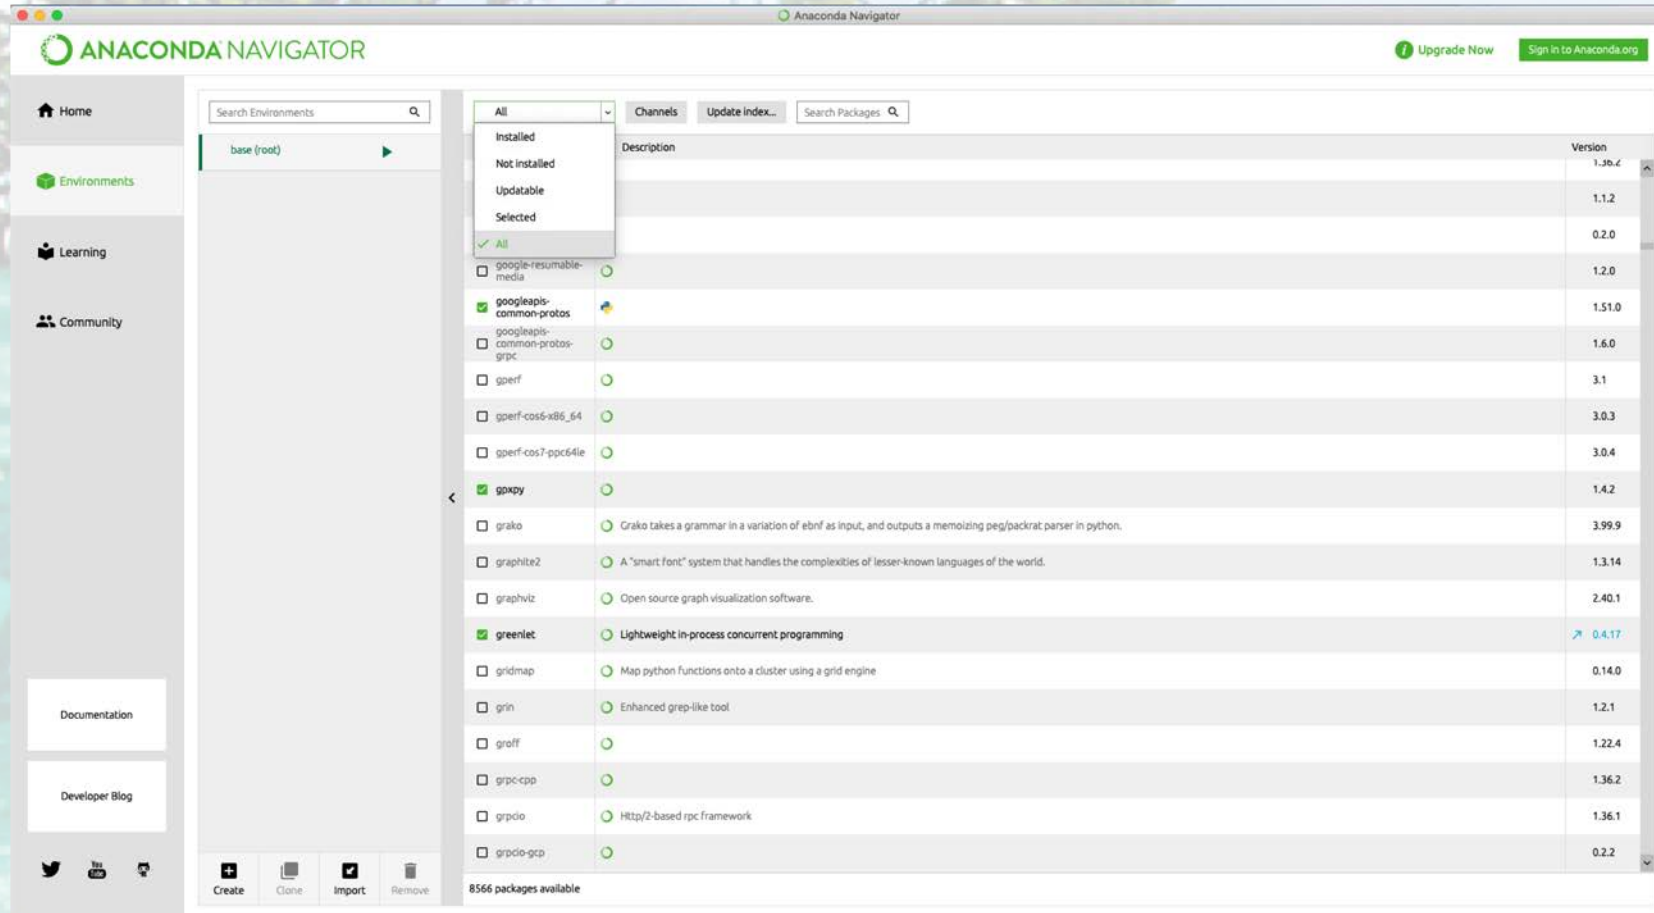 Anaconda Navigator
ANACONDA NAVIGATOR
Upgrade Now
Sign in to Anaconda.org
Home
Environments
Learning
Community
Documentation
Developer Blog
You
Tube
Search Environments
base (root)
Create
Clone
Import
Remove
All
Channels
Update index...
Search Packages
Installed
Not installed
Updatable
Selected
All
Description
Version
1.36.2
1.1.2
0.2.0
google-resumable-
media
1.2.0
googleapis-
common-protos
1.51.0
googleapis-
common-protos-
grpc
1.6.0
gperf
3.1
gperf-cos6-x86_64
3.0.3
gperf-cos7-ppc64le
3.0.4
gpxpy
1.4.2
grako Grako takes a grammar in a variation of ebnf as input, and outputs a memoizing peg/packrat parser in python. 3.99.9
graphite2 A "smart font" system that handles the complexities of lesser-known languages of the world. 1.3.14
graphviz Open source graph visualization software. 2.40.1
greenlet Lightweight in-process concurrent programming 0.4.17
gridmap Map python functions onto a cluster using a grid engine 0.14.0
grin Enhanced grep-like tool 1.2.1
groff 1.22.4
grpc-cpp 1.36.2
grpcio Http/2-based rpc framework 1.36.1
grpcio-gcp 0.2.2
8566 packages available